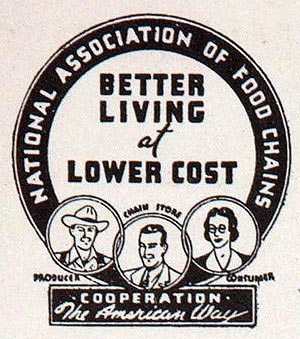 NATIONAL ASSOCIATION OF FOOD CHAINS
BETTER
LIVING
at
LOWER COST
CHAIN STORE
PRODUCER
CONSUMER
· COOPERATION ·
The American Way